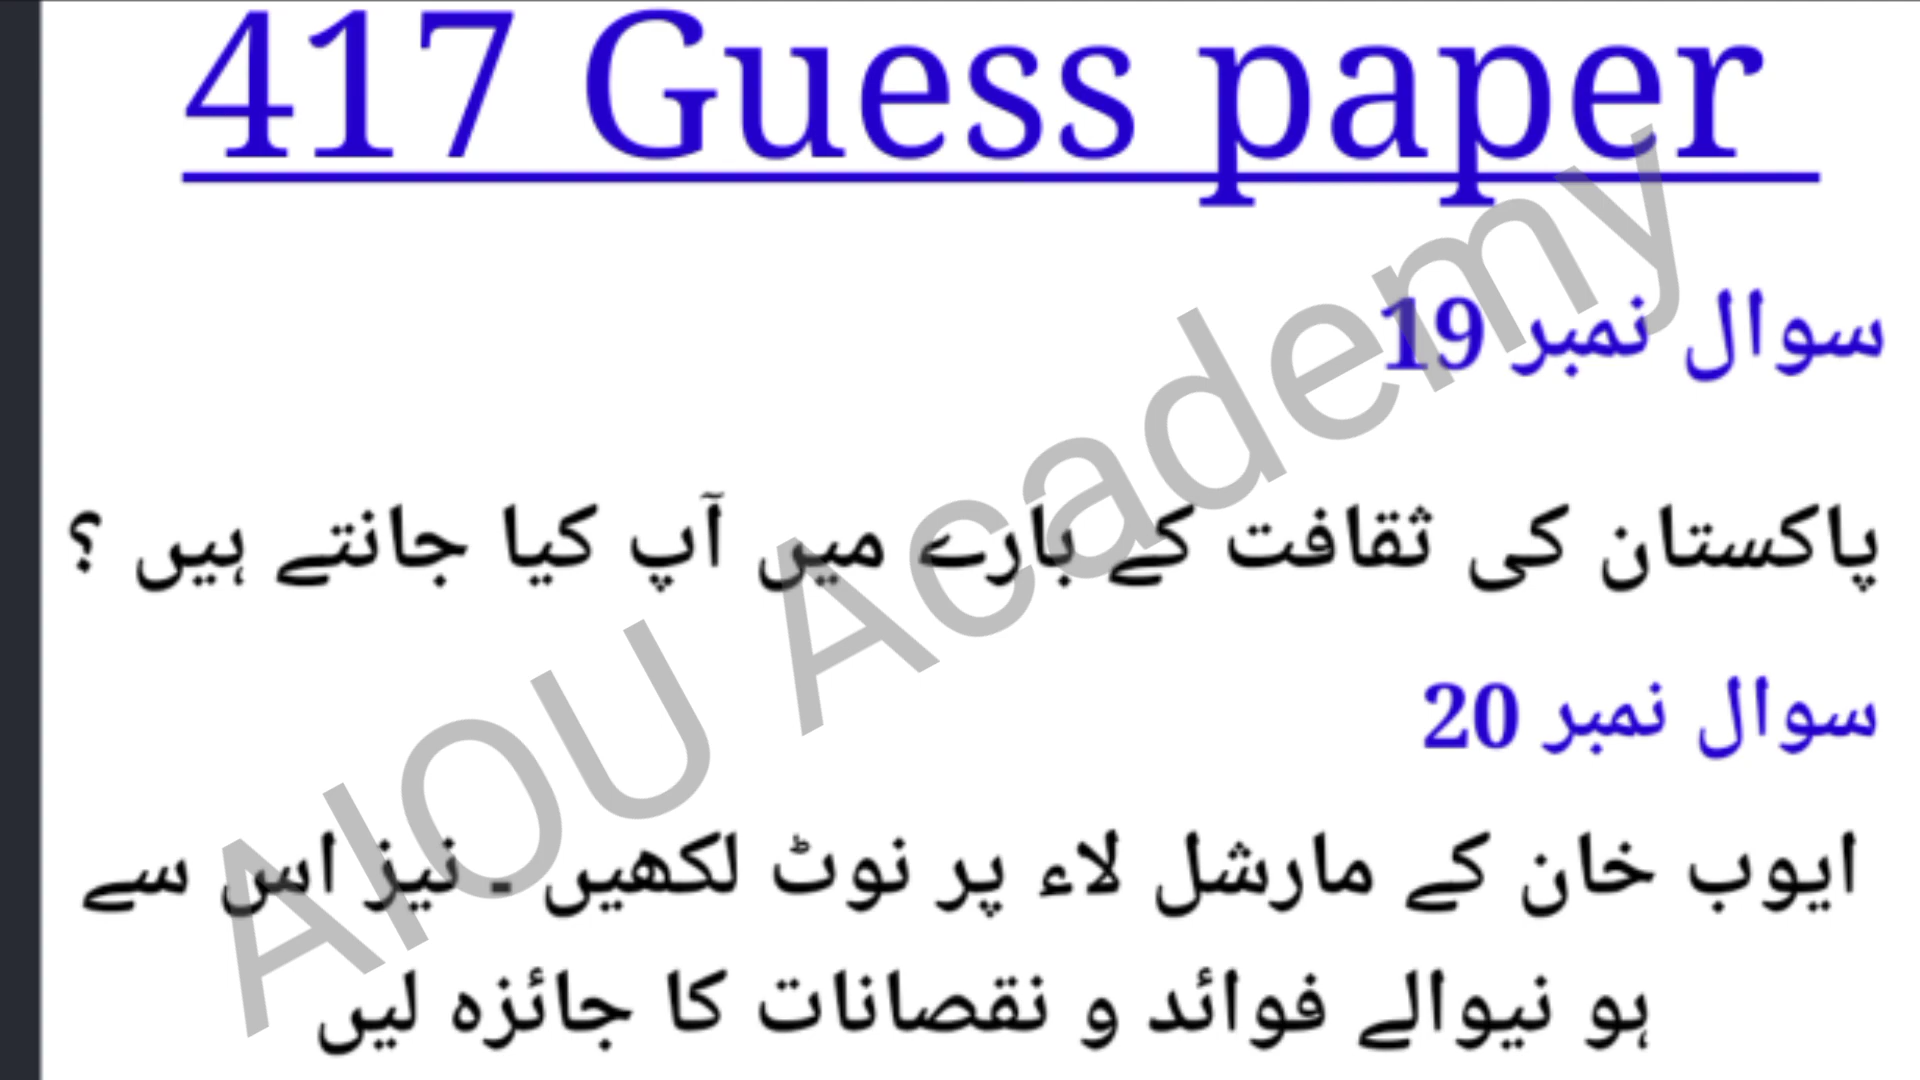 417 Guess paper
سوال نمبر 19
پاکستان کی ثقافت کے بارے میں آپ کیا جانتے ہیں ؟
سوال نمبر 20
ایوب خان کے مارشل لاء پر نوٹ لکھیں ۔ نیز اس سے
ہو نیوالے فوائد و نقصانات کا جائزہ لیں
AIOU Academy